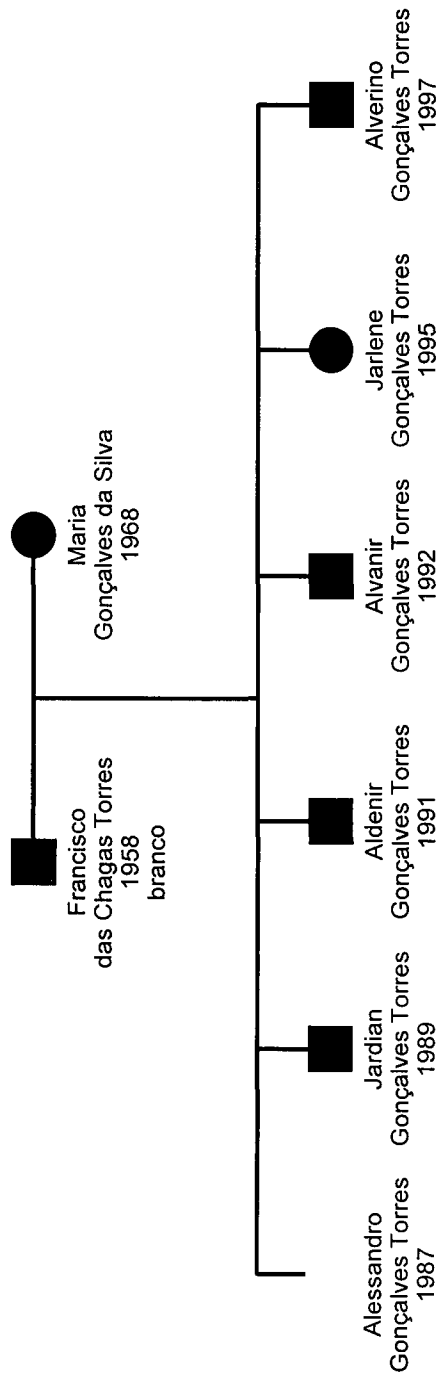 Francisco
das Chagas Torres
1958
branco
Maria
Gonçalves da Silva
1968
Alessandro
Gonçalves Torres
1987
Jardian
Gonçalves Torres
1989
Aldenir
Gonçalves Torres
1991
Alvanir
Gonçalves Torres
1992
Jarlene
Gonçalves Torres
1995
Alverino
Gonçalves Torres
1997